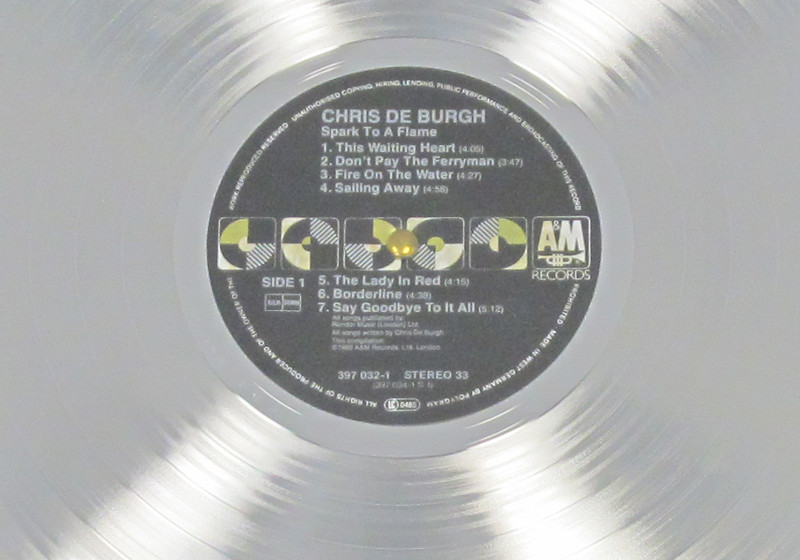 WORK REPRODUCED RESERVED UNAUTHORISED COPYING, HIRING, LENDING, PUBLIC PERFORMANCE AND BROADCASTING OF THIS RECORD
CHRIS DE BURGH
Spark To A Flame
1. This Waiting Heart (4:05)
2. Don't Pay The Ferryman (3:47)
3. Fire On The Water (4:27)
4. Sailing Away (4:58)
A&M
RECORDS
SIDE 1
5. The Lady In Red (4:15)
6. Borderline (4:38)
7. Say Goodbye To It All (5:12)
All songs published by
Rondor Music (London) Ltd.
All songs written by Chris De Burgh
This compilation
A&M Records Ltd. London
397 032-1 STEREO 33
LC 0485
PROHIBITED MADE IN WEST GERMANY BY POLYGRAM
ALL RIGHTS OF THE PRODUCER AND OF THE OWNER OF THE